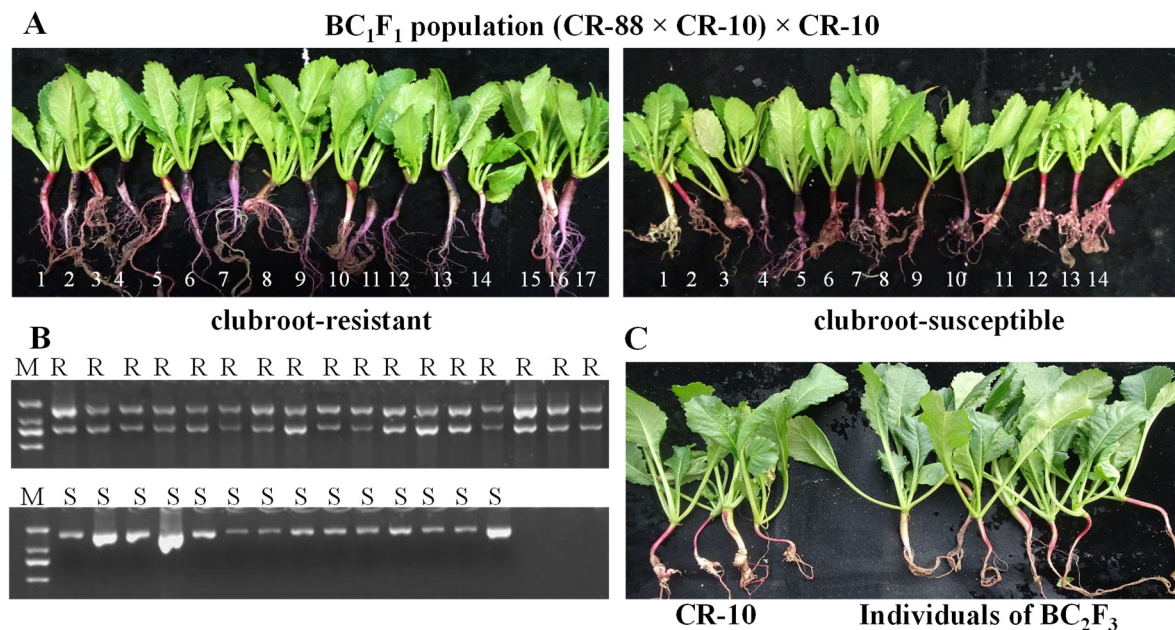 A
BC₁F₁ population (CR-88 × CR-10) × CR-10
1 2 3 4 5 6 7 8 9 10 11 12 13 14 15 16 17
1 2 3 4 5 6 7 8 9 10 11 12 13 14
clubroot-resistant
clubroot-susceptible
B
M R R R R R R R R R R R R R R R R R
M S S S S S S S S S S S S S S
C
CR-10
Individuals of BC₂F₃